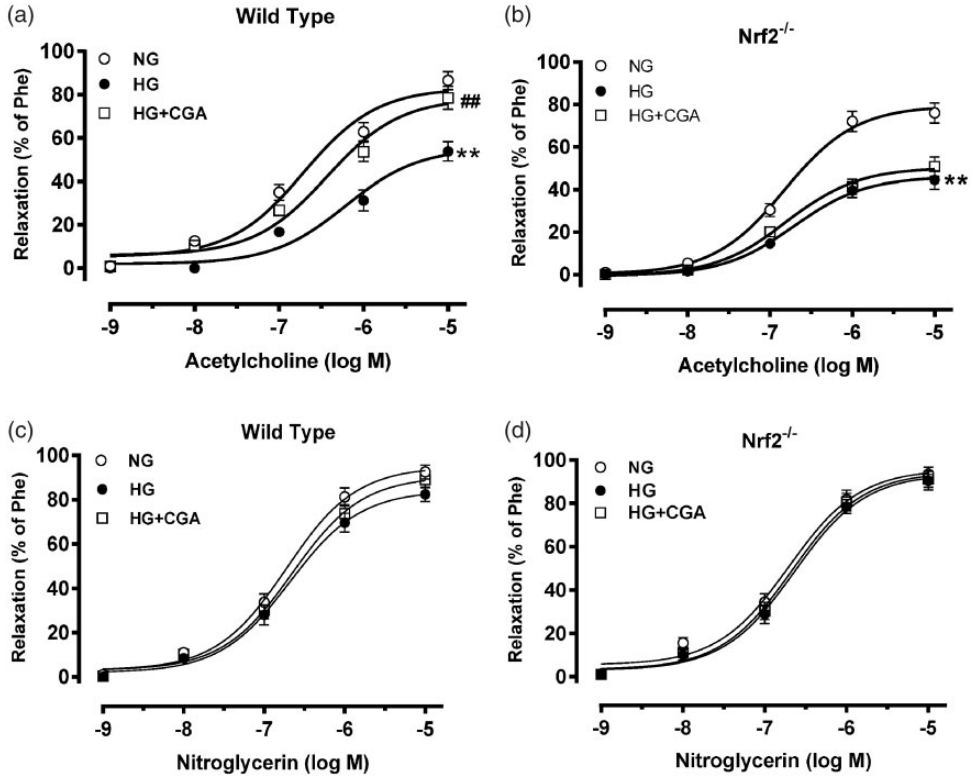 (a)
Wild Type
NG
HG
HG+CGA
Relaxation (% of Phe)
100
80
60
40
20
0
##
**
-9
-8
-7
-6
-5
Acetylcholine (log M)
(b)
Nrf2-/-
NG
HG
HG+CGA
Relaxation (% of Phe)
100
80
60
40
20
0
**
-9
-8
-7
-6
-5
Acetylcholine (log M)
(c)
Wild Type
NG
HG
HG+CGA
Relaxation (% of Phe)
100
80
60
40
20
0
-9
-8
-7
-6
-5
Nitroglycerin (log M)
(d)
Nrf2-/-
NG
HG
HG+CGA
Relaxation (% of Phe)
100
80
60
40
20
0
-9
-8
-7
-6
-5
Nitroglycerin (log M)